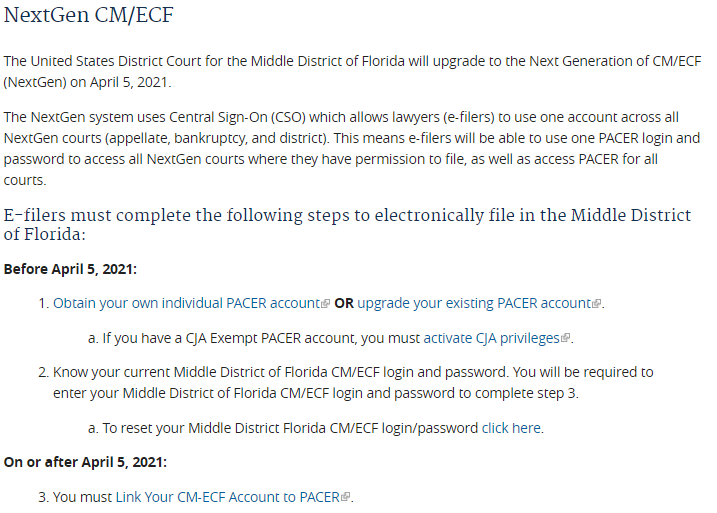 NextGen CM/ECF
The United States District Court for the Middle District of Florida will upgrade to the Next Generation of CM/ECF
(NextGen) on April 5, 2021.
The NextGen system uses Central Sign-On (CSO) which allows lawyers (e-filers) to use one account across all
NextGen courts (appellate, bankruptcy, and district). This means e-filers will be able to use one PACER login and
password to access all NextGen courts where they have permission to file, as well as access PACER for all
courts.
E-filers must complete the following steps to electronically file in the Middle District
of Florida:
Before April 5, 2021:
1. Obtain your own individual PACER account OR upgrade your existing PACER account.
a. If you have a CJA Exempt PACER account, you must activate CJA privileges.
2. Know your current Middle District of Florida CM/ECF login and password. You will be required to
enter your Middle District of Florida CM/ECF login and password to complete step 3.
a. To reset your Middle District Florida CM/ECF login/password click here.
On or after April 5, 2021:
3. You must Link Your CM-ECF Account to PACER.